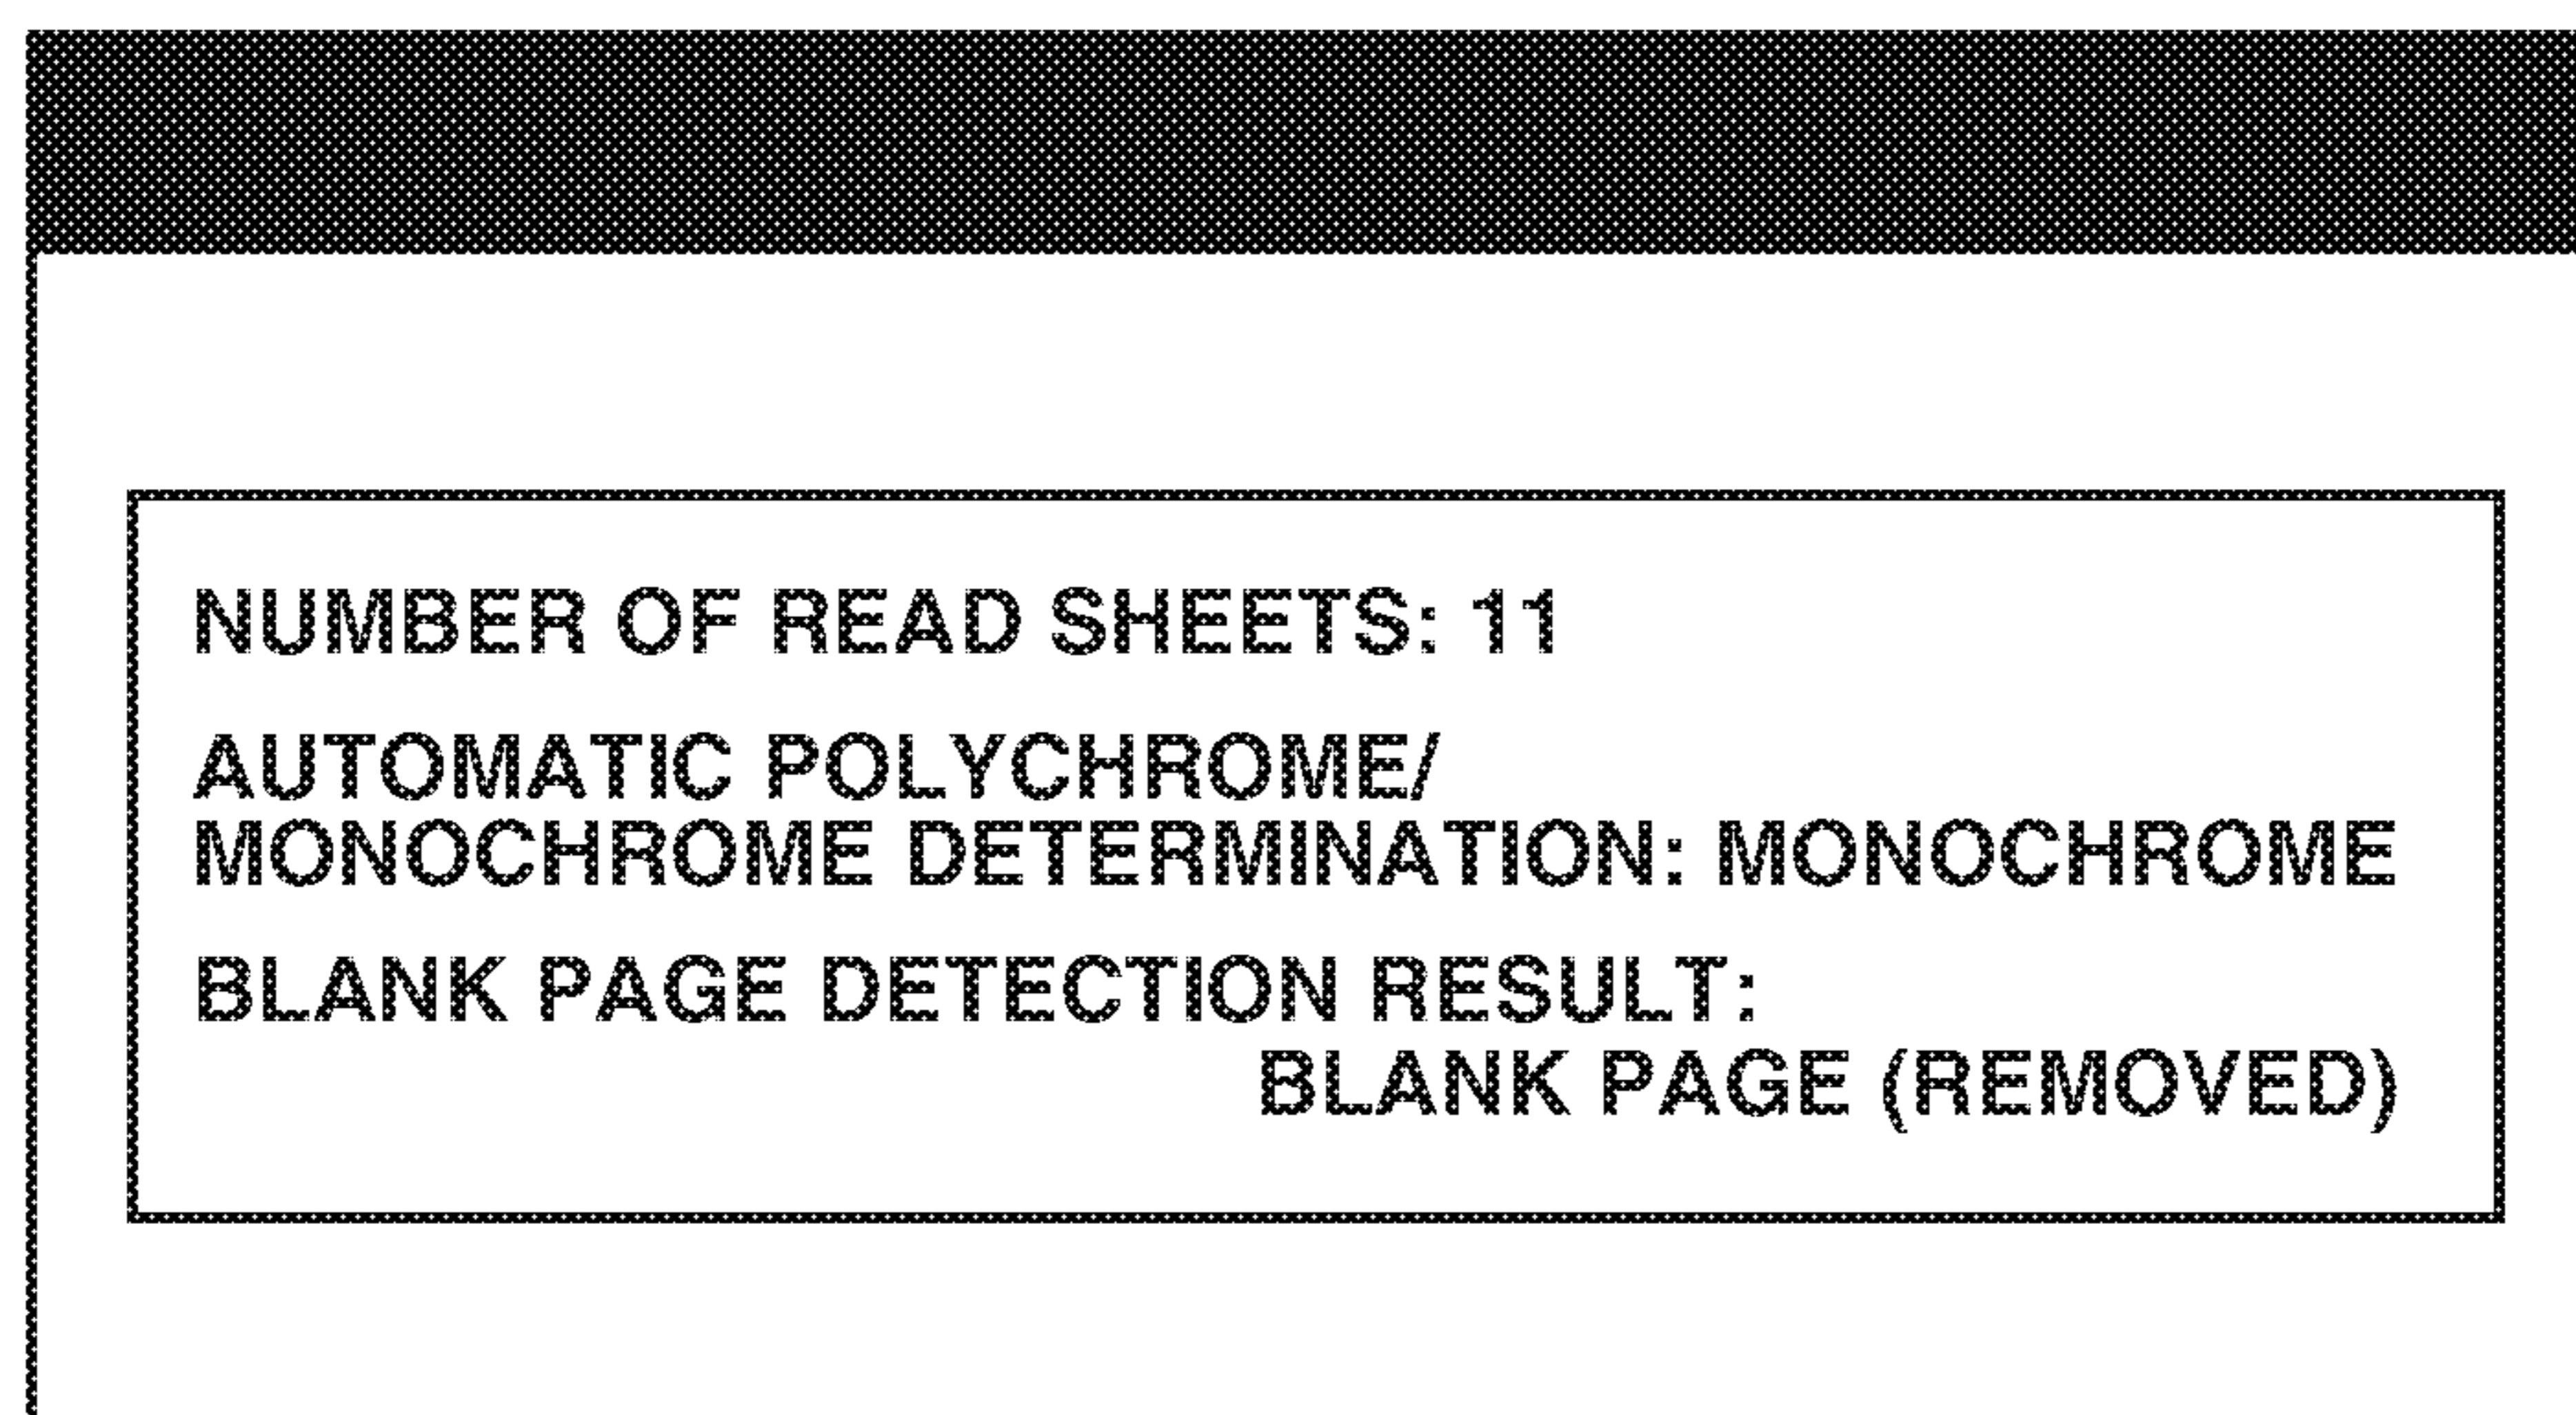 NUMBER OF READ SHEETS: 11
AUTOMATIC POLYCHROME/
MONOCHROME DETERMINATION: MONOCHROME
BLANK PAGE DETECTION RESULT:
BLANK PAGE (REMOVED)